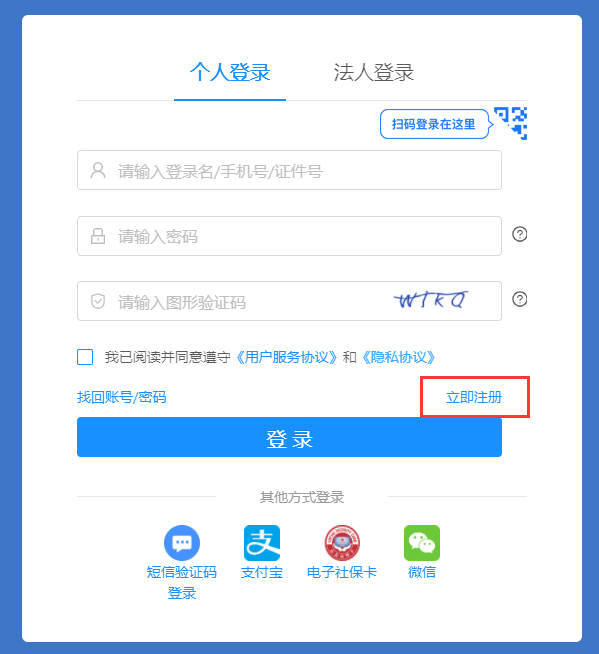 个人登录 法人登录
扫码登录在这里
请输入登录名/手机号/证件号
请输入密码
请输入图形验证码 WTKQ
我已阅读并同意遵守《用户服务协议》和《隐私协议》
找回账号/密码 立即注册
登录
其他方式登录
短信验证码 支付宝 电子社保卡 微信
登录